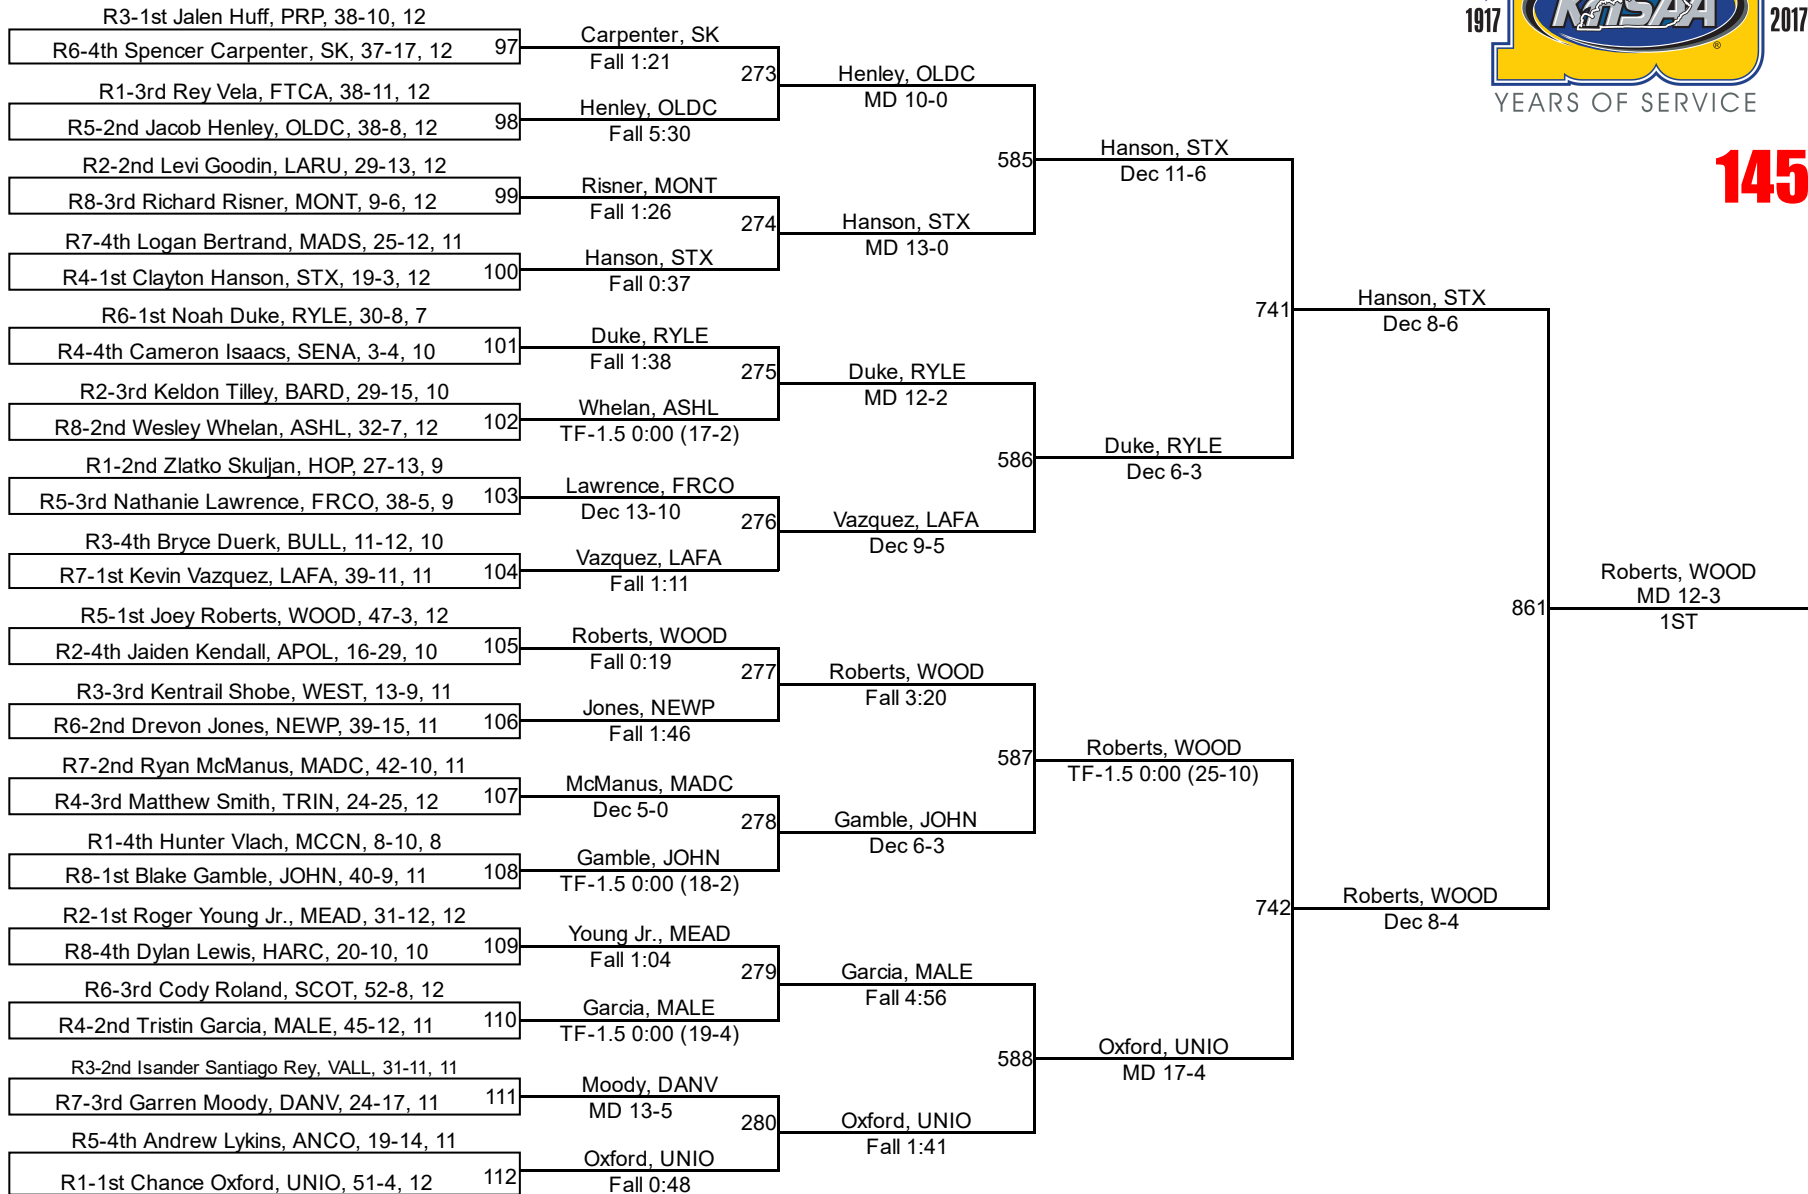 R3-1st Jalen Huff, PRP, 38-10, 12
R6-4th Spencer Carpenter, SK, 37-17, 12
97
R1-3rd Rey Vela, FTCA, 38-11, 12
R5-2nd Jacob Henley, OLDC, 38-8, 12
98
R2-2nd Levi Goodin, LARU, 29-13, 12
R8-3rd Richard Risner, MONT, 9-6, 12
99
R7-4th Logan Bertrand, MADS, 25-12, 11
R4-1st Clayton Hanson, STX, 19-3, 12
100
R6-1st Noah Duke, RYLE, 30-8, 7
R4-4th Cameron Isaacs, SENA, 3-4, 10
101
R2-3rd Keldon Tilley, BARD, 29-15, 10
R8-2nd Wesley Whelan, ASHL, 32-7, 12
102
R1-2nd Zlatko Skuljan, HOP, 27-13, 9
R5-3rd Nathanie Lawrence, FRCO, 38-5, 9
103
R3-4th Bryce Duerk, BULL, 11-12, 10
R7-1st Kevin Vazquez, LAFA, 39-11, 11
104
R5-1st Joey Roberts, WOOD, 47-3, 12
R2-4th Jaiden Kendall, APOL, 16-29, 10
105
R3-3rd Kentrail Shobe, WEST, 13-9, 11
R6-2nd Drevon Jones, NEWP, 39-15, 11
106
R7-2nd Ryan McManus, MADC, 42-10, 11
R4-3rd Matthew Smith, TRIN, 24-25, 12
107
R1-4th Hunter Vlach, MCCN, 8-10, 8
R8-1st Blake Gamble, JOHN, 40-9, 11
108
R2-1st Roger Young Jr., MEAD, 31-12, 12
R8-4th Dylan Lewis, HARC, 20-10, 10
109
R6-3rd Cody Roland, SCOT, 52-8, 12
R4-2nd Tristin Garcia, MALE, 45-12, 11
110
R3-2nd Isander Santiago Rey, VALL, 31-11, 11
R7-3rd Garren Moody, DANV, 24-17, 11
111
R5-4th Andrew Lykins, ANCO, 19-14, 11
R1-1st Chance Oxford, UNIO, 51-4, 12
112
Carpenter, SK
Fall 1:21
273
Henley, OLDC
Fall 5:30
Risner, MONT
Fall 1:26
274
Hanson, STX
Fall 0:37
Duke, RYLE
Fall 1:38
275
Whelan, ASHL
TF-1.5 0:00 (17-2)
Lawrence, FRCO
Dec 13-10
276
Vazquez, LAFA
Fall 1:11
Roberts, WOOD
Fall 0:19
277
Jones, NEWP
Fall 1:46
McManus, MADC
Dec 5-0
278
Gamble, JOHN
TF-1.5 0:00 (18-2)
Young Jr., MEAD
Fall 1:04
279
Garcia, MALE
TF-1.5 0:00 (19-4)
Moody, DANV
MD 13-5
280
Oxford, UNIO
Fall 0:48
Henley, OLDC
MD 10-0
585
Hanson, STX
MD 13-0
Duke, RYLE
MD 12-2
586
Vazquez, LAFA
Dec 9-5
Roberts, WOOD
Fall 3:20
587
Gamble, JOHN
Dec 6-3
Garcia, MALE
Fall 4:56
588
Oxford, UNIO
Fall 1:41
Hanson, STX
Dec 11-6
741
Duke, RYLE
Dec 6-3
Roberts, WOOD
TF-1.5 0:00 (25-10)
742
Oxford, UNIO
MD 17-4
Hanson, STX
Dec 8-6
861
Roberts, WOOD
Dec 8-4
Roberts, WOOD
MD 12-3
1ST
1917
KHSAA
®
2017
YEARS OF SERVICE
145